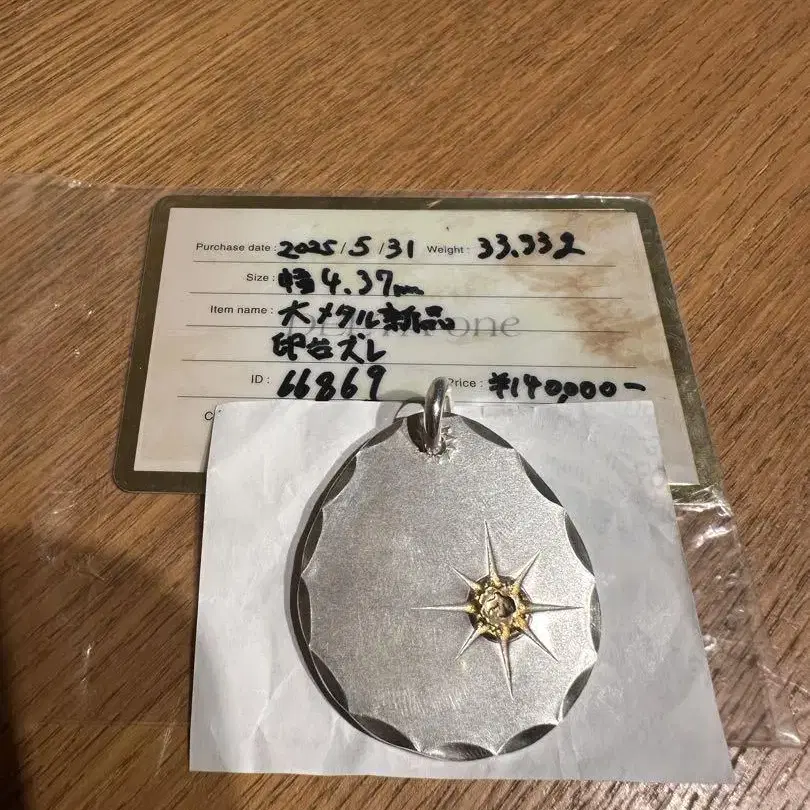 Purchase date : 2025/5/31 Weight : 33.332
Size : 幅4.37mm
Item name : 大メタル新品
印台ズレ
ID : 66869 Price : ¥140,000-